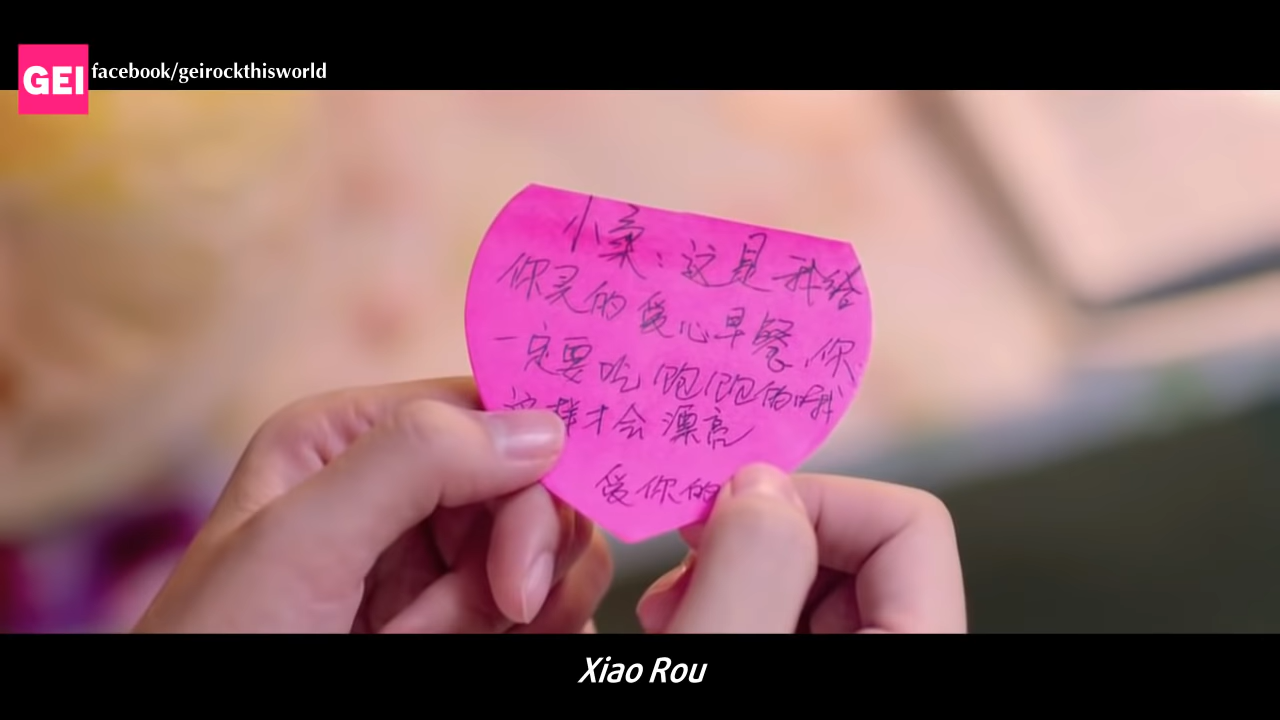 GEI facebook/geirockthisworld
小柔：这是我给
你买的爱心早餐，你
一定要吃饱饱的哦
这样才会漂亮
爱你的
Xiao Rou